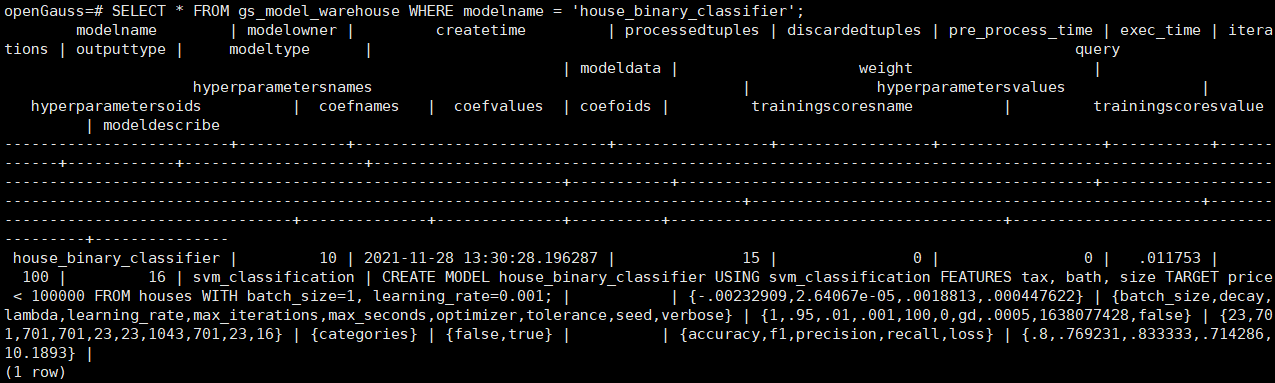 openGauss=# SELECT * FROM gs_model_warehouse WHERE modelname = 'house_binary_classifier';
        modelname        | modelowner |         createtime         | processedtuples | discardedtuples | pre_process_time | exec_time | itera
tions | outputtype |     modeltype      |                                                                              query
                                                              | modeldata |                    weight                    |
                     hyperparametersnames                                         |              hyperparametersvalues               |
   hyperparametersoids          |  coefnames   |  coefvalues  | coefoids |         trainingscoresname          |         trainingscoresvalue
         | modeldescribe
-------------------------+------------+----------------------------+-----------------+-----------------+------------------+-----------+------
------+------------+--------------------+----------------------------------------------------------------------------------------------------
--------------------------------------------------------------+-----------+----------------------------------------------+-------------------
----------------------------------------------------------------------------------+--------------------------------------------------+-------
--------------------------------+--------------+--------------+----------+-------------------------------------+-----------------------------
---------+---------------
 house_binary_classifier |         10 | 2021-11-28 13:30:28.196287 |              15 |               0 |                0 |   .011753 |
  100 |         16 | svm_classification | CREATE MODEL house_binary_classifier USING svm_classification FEATURES tax, bath, size TARGET price
 < 100000 FROM houses WITH batch_size=1, learning_rate=0.001; |           | {-.00232909,2.64067e-05,.0018813,.000447622} | {batch_size,decay,
lambda,learning_rate,max_iterations,max_seconds,optimizer,tolerance,seed,verbose} | {1,.95,.01,.001,100,0,gd,.0005,1638077428,false} | {23,70
1,701,701,23,23,1043,701,23,16} | {categories} | {false,true} |          | {accuracy,f1,precision,recall,loss} | {.8,.769231,.833333,.714286,
10.1893} |
(1 row)